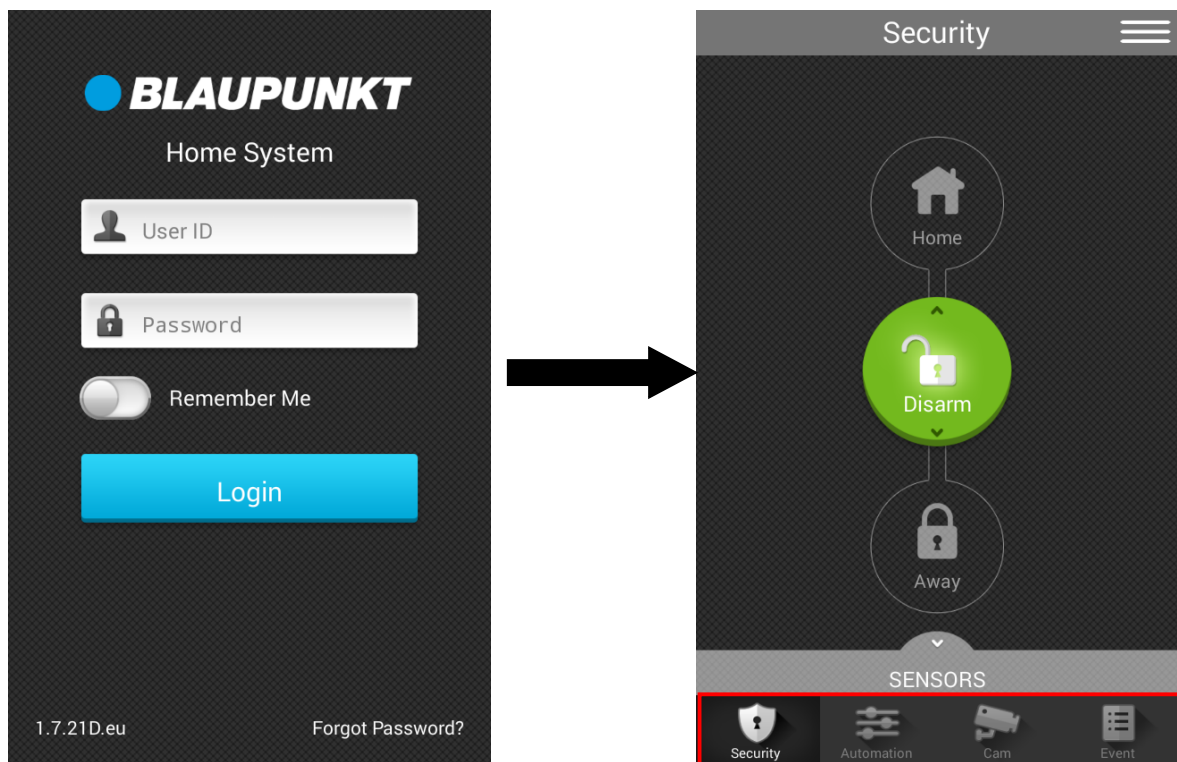 BLAUPUNKT
Home System
User ID
Password
Remember Me
Login
1.7.21D.eu
Forgot Password?
Security
Home
Disarm
Away
SENSORS
Security
Automation
Cam
Event